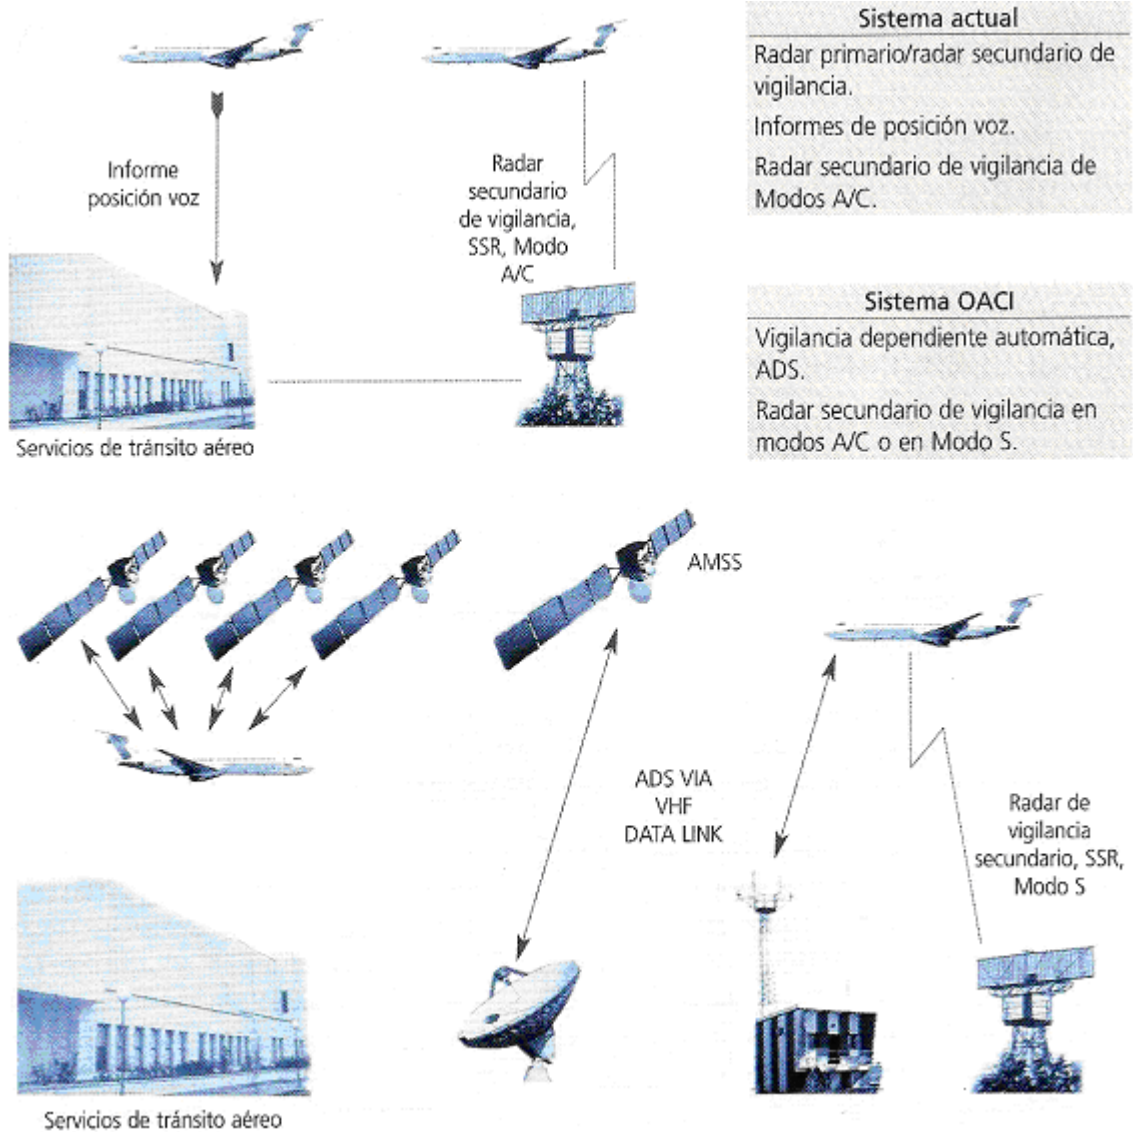 Sistema actual
Radar primario/radar secundario de
vigilancia.
Informes de posición voz.
Radar secundario de vigilancia de
Modos A/C.
Informe
posición voz
Radar
secundario
de vigilancia,
SSR, Modo
A/C
Servicios de tránsito aéreo
Sistema OACI
Vigilancia dependiente automática,
ADS.
Radar secundario de vigilancia en
modos A/C o en Modo S.
AMSS
ADS VIA
VHF
DATA LINK
Radar de
vigilancia
secundario, SSR,
Modo S
Servicios de tránsito aéreo